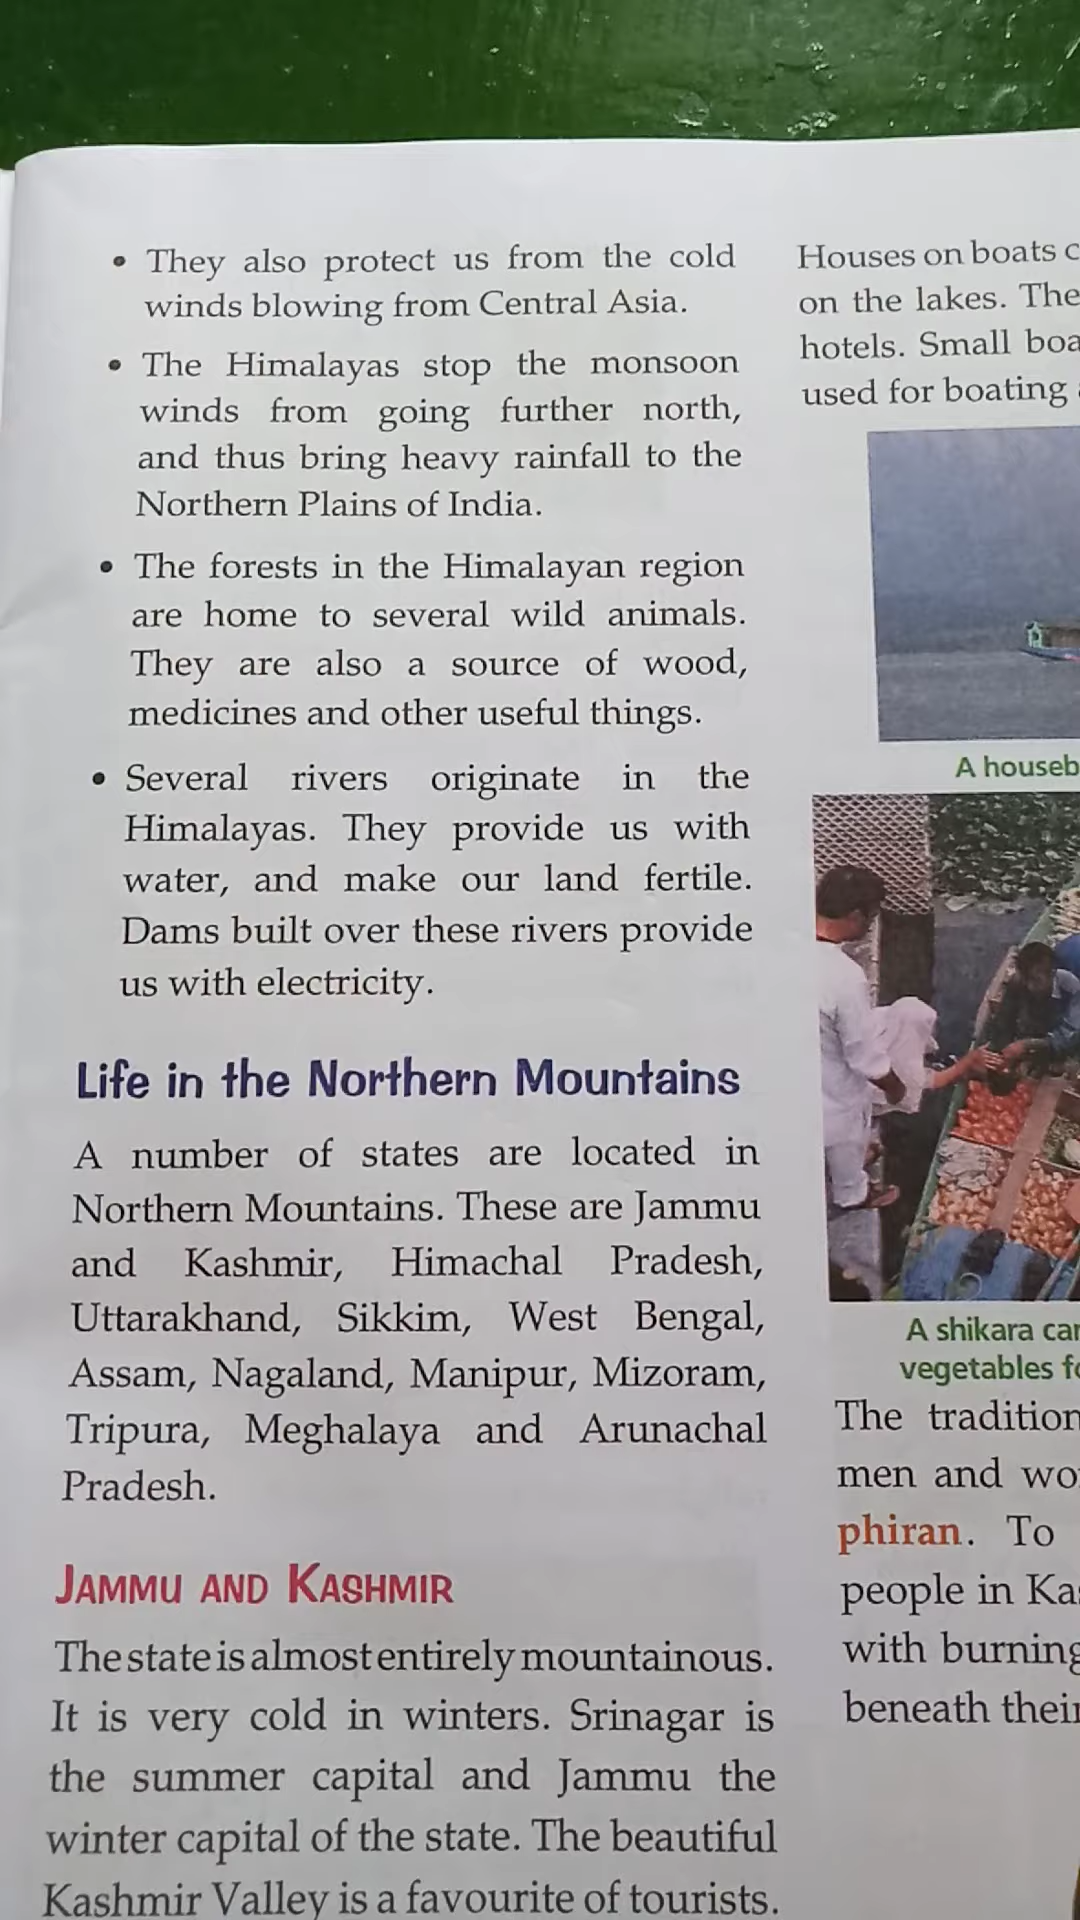 • They also protect us from the cold
winds blowing from Central Asia.
• The Himalayas stop the monsoon
winds from going further north,
and thus bring heavy rainfall to the
Northern Plains of India.
• The forests in the Himalayan region
are home to several wild animals.
They are also a source of wood,
medicines and other useful things.
• Several rivers originate in the
Himalayas. They provide us with
water, and make our land fertile.
Dams built over these rivers provide
us with electricity.
Life in the Northern Mountains
A number of states are located in
Northern Mountains. These are Jammu
and Kashmir, Himachal Pradesh,
Uttarakhand, Sikkim, West Bengal,
Assam, Nagaland, Manipur, Mizoram,
Tripura, Meghalaya and Arunachal
Pradesh.
JAMMU AND KASHMIR
The state is almost entirely mountainous.
It is very cold in winters. Srinagar is
the summer capital and Jammu the
winter capital of the state. The beautiful
Kashmir Valley is a favourite of tourists.
Houses on boats
on the lakes. The
hotels. Small
used for boating
A
A shikara
vegetables
The
men and
phiran. To
people in
with
beneath